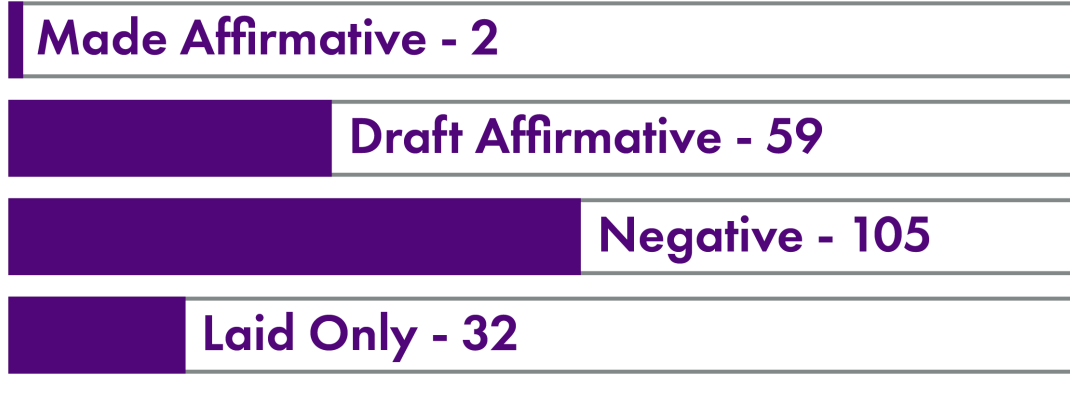 Made Affirmative - 2
Draft Affirmative - 59
Negative - 105
Laid Only - 32